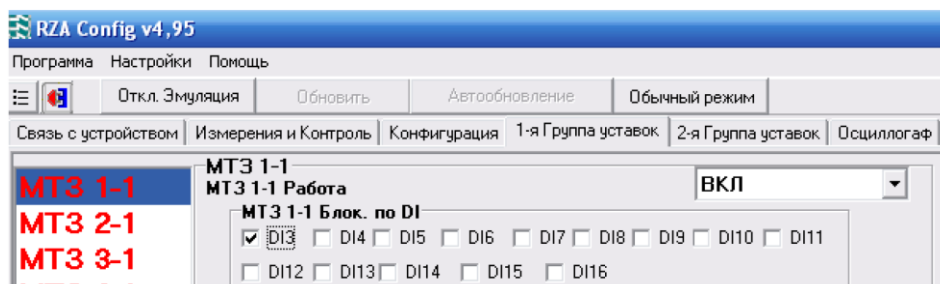 RZA Config v4,95
Программа Настройки Помощь
Откл. Эмуляция Обновить Автообновление Обычный режим
Связь с устройством Измерения и Контроль Конфигурация 1-я Группа уставок 2-я Группа уставок Осциллогаф
МТЗ 1-1
МТЗ 1-1
МТЗ 1-1 Работа ВКЛ
МТЗ 1-1 Блок. по DI
МТЗ 2-1
DI3 DI4 DI5 DI6 DI7 DI8 DI9 DI10 DI11
МТЗ 3-1
DI12 DI13 DI14 DI15 DI16